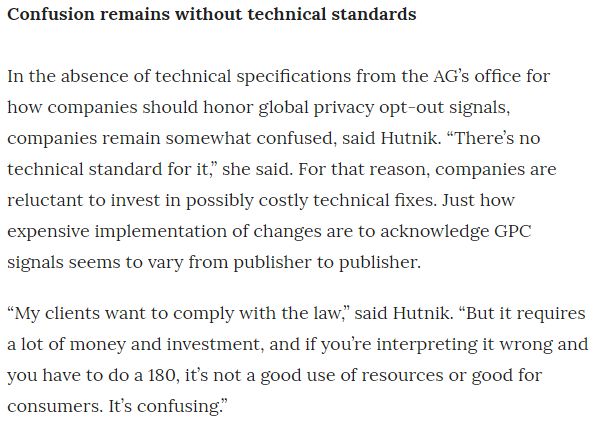 Confusion remains without technical standards
In the absence of technical specifications from the AG’s office for
how companies should honor global privacy opt-out signals,
companies remain somewhat confused, said Hutnik. “There’s no
technical standard for it,” she said. For that reason, companies are
reluctant to invest in possibly costly technical fixes. Just how
expensive implementation of changes are to acknowledge GPC
signals seems to vary from publisher to publisher.
“My clients want to comply with the law,” said Hutnik. “But it requires
a lot of money and investment, and if you’re interpreting it wrong and
you have to do a 180, it’s not a good use of resources or good for
consumers. It’s confusing.”